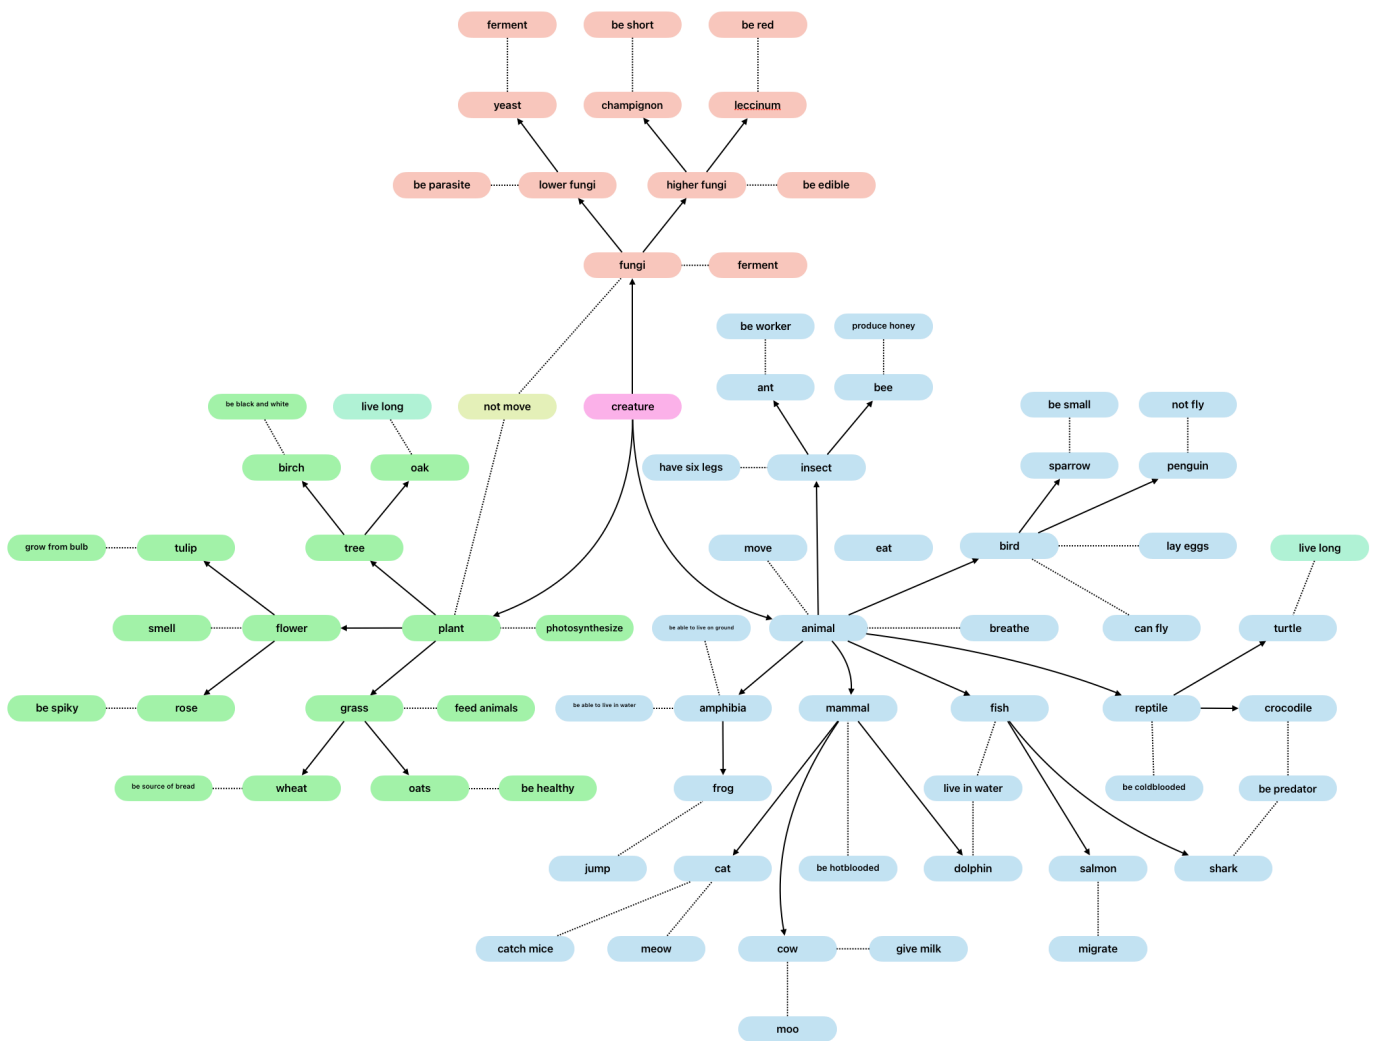 ferment
be short
be red
yeast
champignon
leccinum
be parasite
lower fungi
higher fungi
be edible
fungi
ferment
be worker
produce honey
ant
bee
be black and white
live long
not move
creature
be small
not fly
birch
oak
have six legs
insect
sparrow
penguin
grow from bulb
tulip
tree
move
eat
bird
lay eggs
live long
smell
flower
plant
photosynthesize
be able to live on ground
animal
breathe
can fly
turtle
be spiky
rose
grass
feed animals
be able to live in water
amphibia
mammal
fish
reptile
crocodile
be source of bread
wheat
oats
be healthy
frog
live in water
be coldblooded
be predator
jump
cat
be hotblooded
dolphin
salmon
shark
catch mice
meow
cow
give milk
migrate
moo